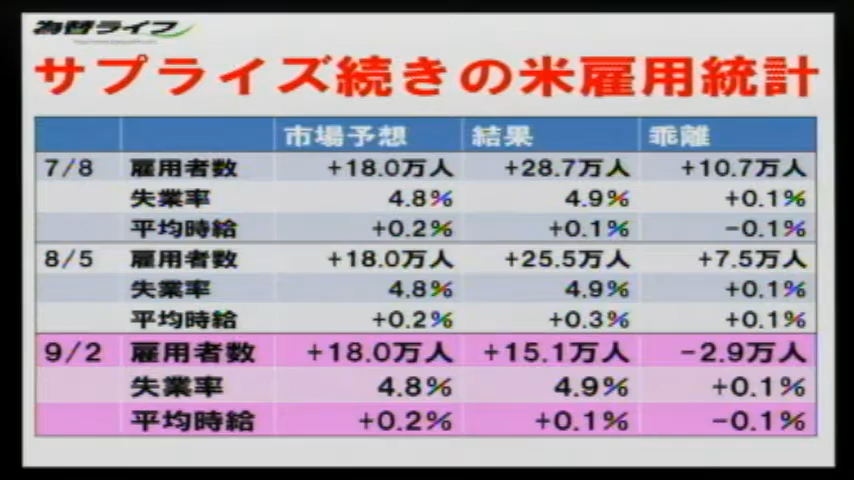 為替ライフ
サプライズ続きの米雇用統計
市場予想 結果 乖離
7/8 雇用者数 +18.0万人 +28.7万人 +10.7万人
失業率 4.8% 4.9% +0.1%
平均時給 +0.2% +0.1% -0.1%
8/5 雇用者数 +18.0万人 +25.5万人 +7.5万人
失業率 4.8% 4.9% +0.1%
平均時給 +0.2% +0.3% +0.1%
9/2 雇用者数 +18.0万人 +15.1万人 -2.9万人
失業率 4.8% 4.9% +0.1%
平均時給 +0.2% +0.1% -0.1%